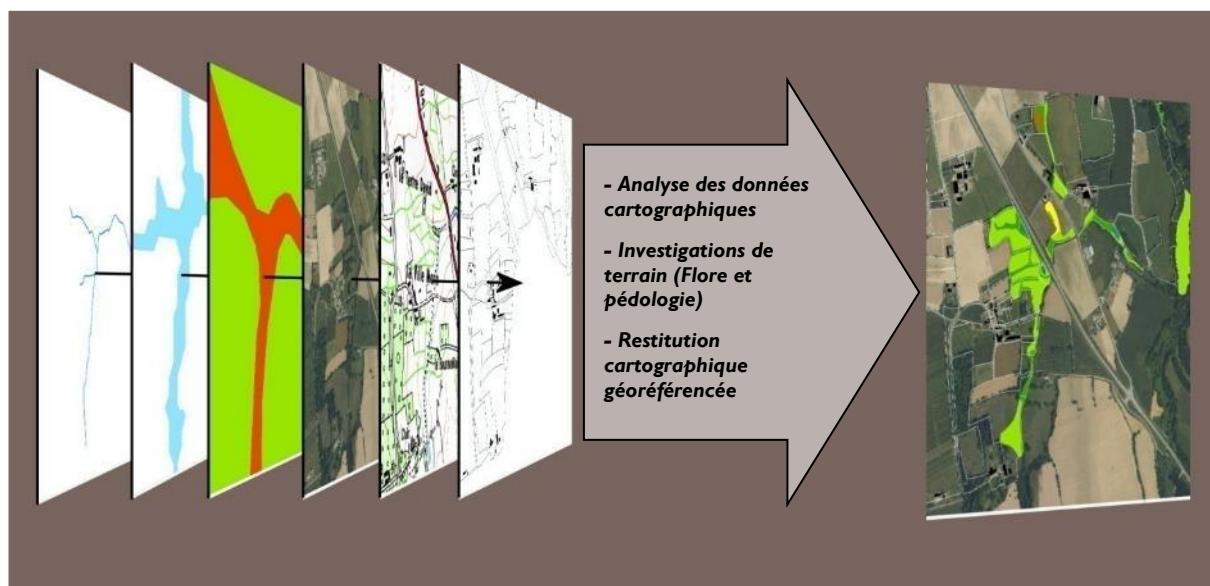 - Analyse des données
cartographiques
- Investigations de
terrain (Flore et
pédologie)
- Restitution
cartographique
géoréférencée